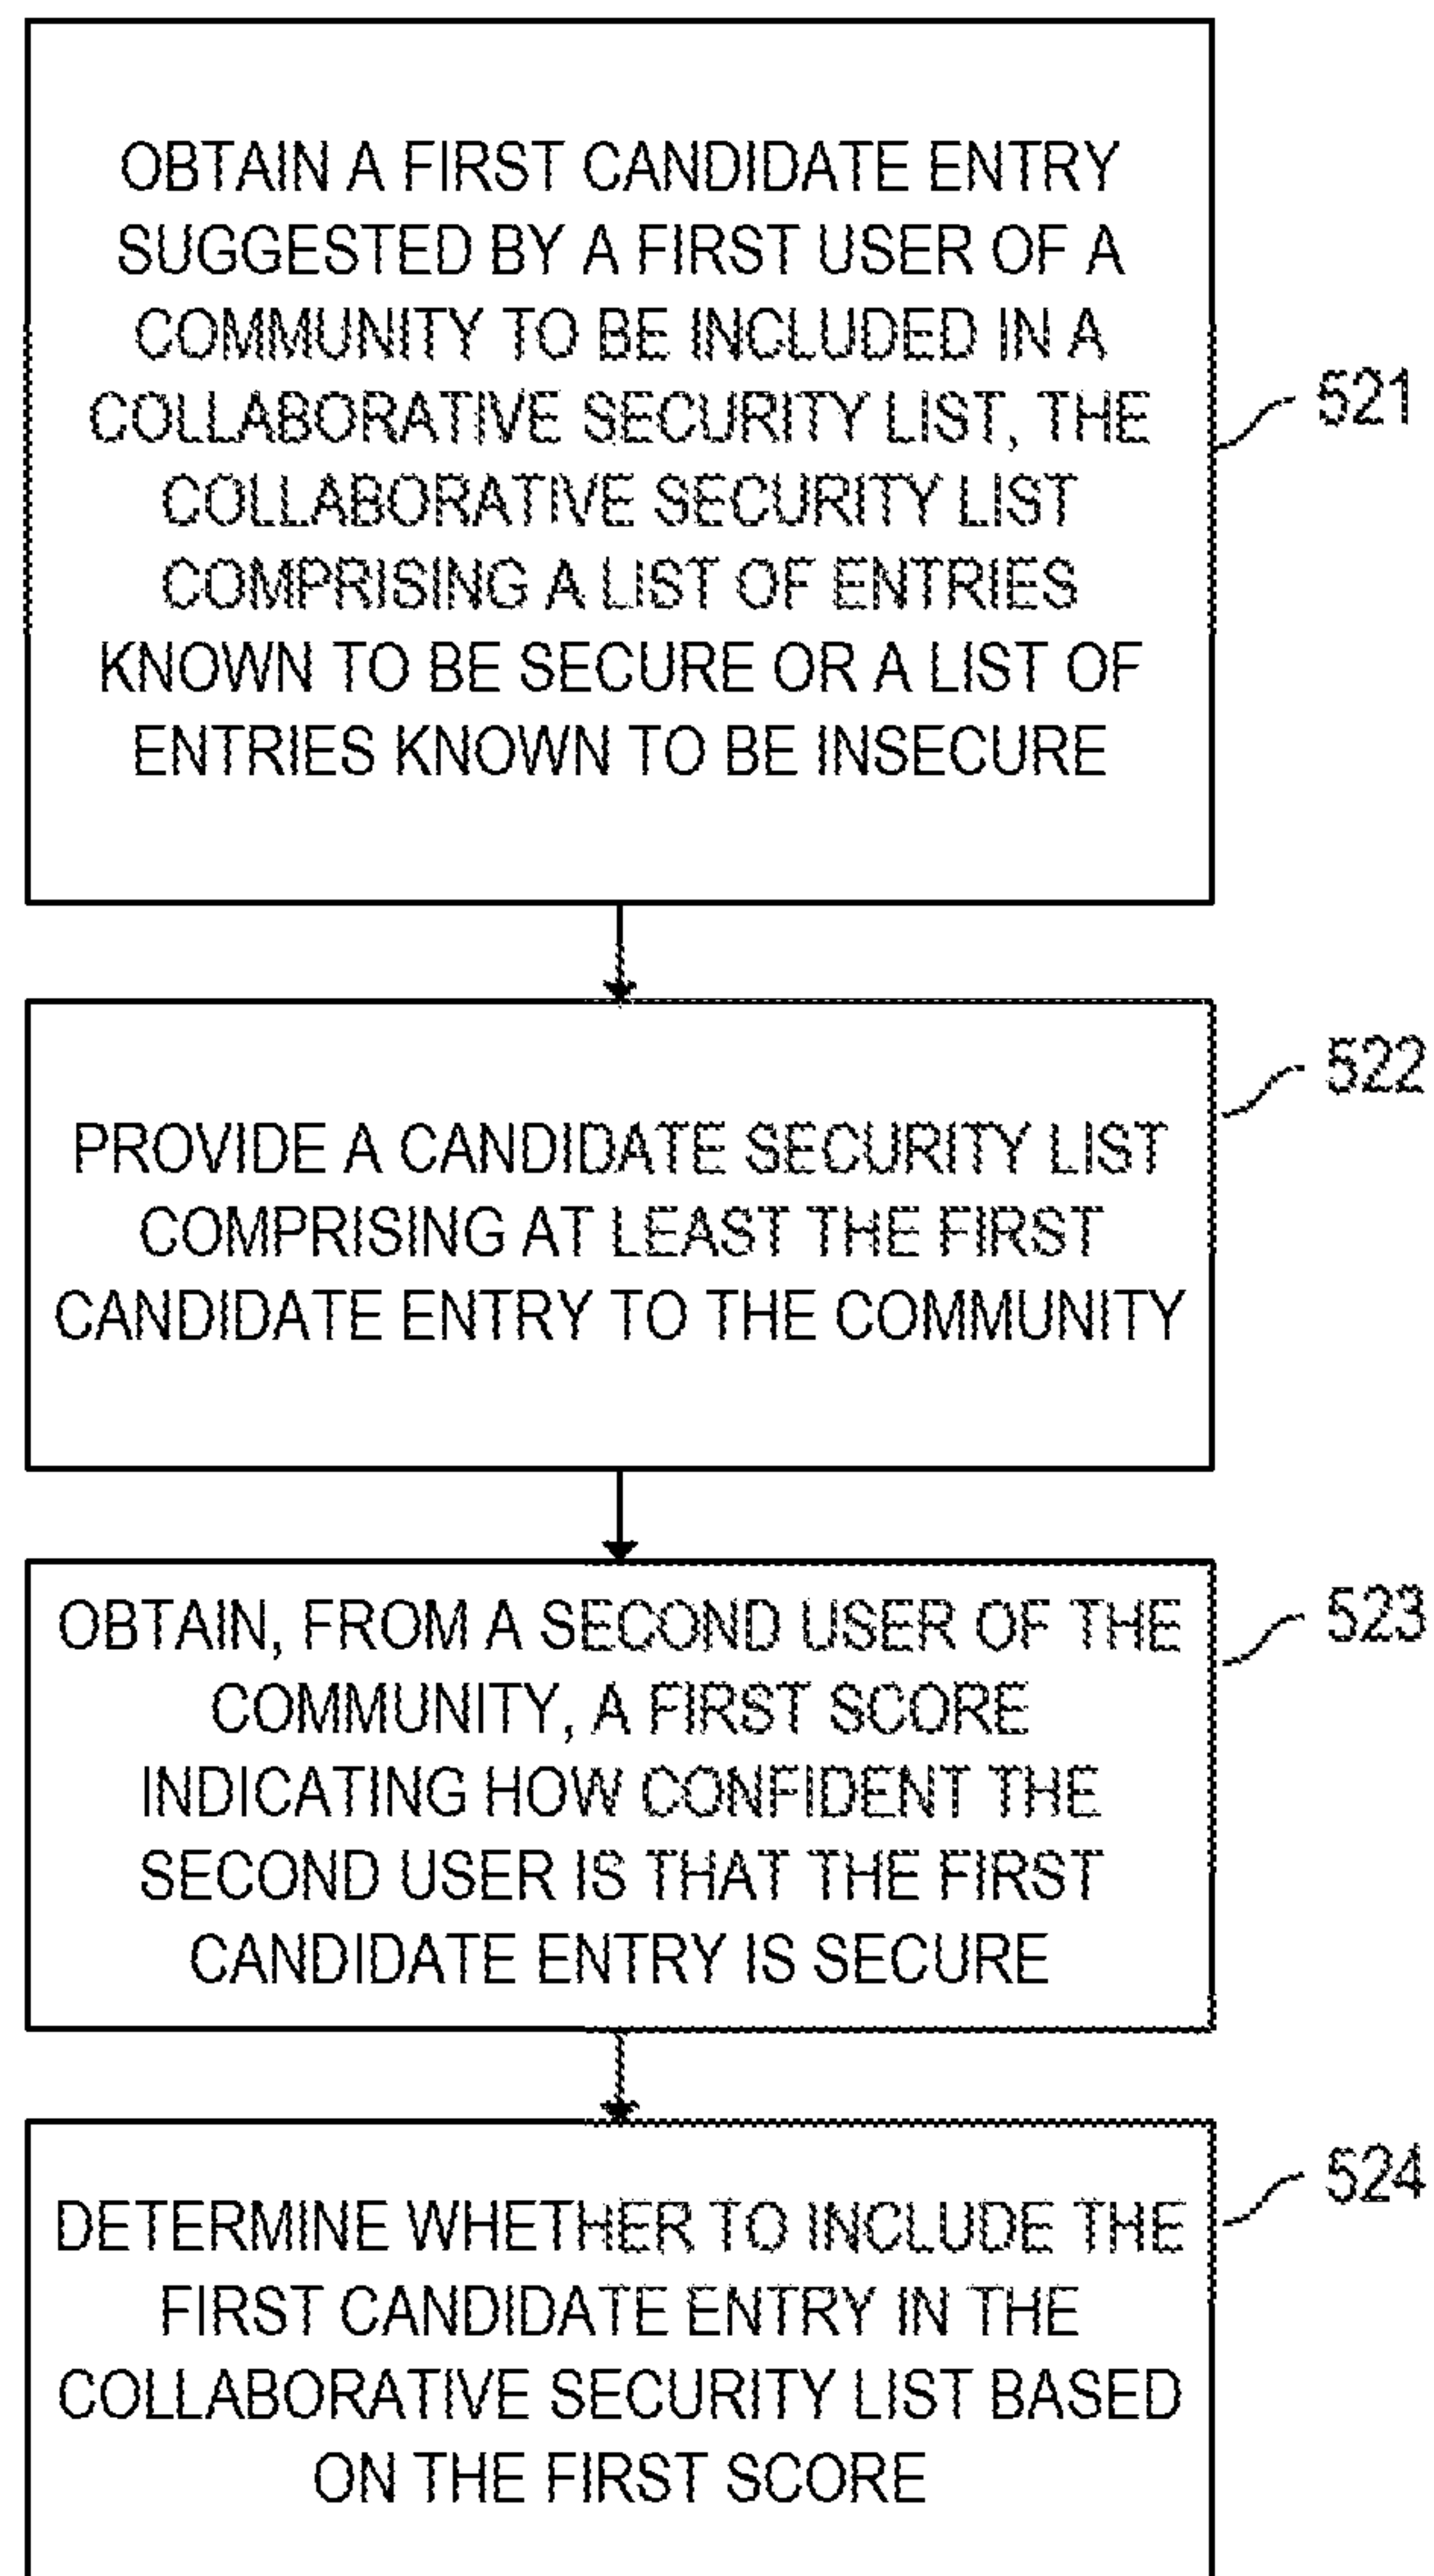 OBTAIN A FIRST CANDIDATE ENTRY
SUGGESTED BY A FIRST USER OF A
COMMUNITY TO BE INCLUDED IN A
COLLABORATIVE SECURITY LIST, THE
COLLABORATIVE SECURITY LIST
COMPRISING A LIST OF ENTRIES
KNOWN TO BE SECURE OR A LIST OF
ENTRIES KNOWN TO BE INSECURE
521
PROVIDE A CANDIDATE SECURITY LIST
COMPRISING AT LEAST THE FIRST
CANDIDATE ENTRY TO THE COMMUNITY
522
OBTAIN, FROM A SECOND USER OF THE
COMMUNITY, A FIRST SCORE
INDICATING HOW CONFIDENT THE
SECOND USER IS THAT THE FIRST
CANDIDATE ENTRY IS SECURE
523
DETERMINE WHETHER TO INCLUDE THE
FIRST CANDIDATE ENTRY IN THE
COLLABORATIVE SECURITY LIST BASED
ON THE FIRST SCORE
524